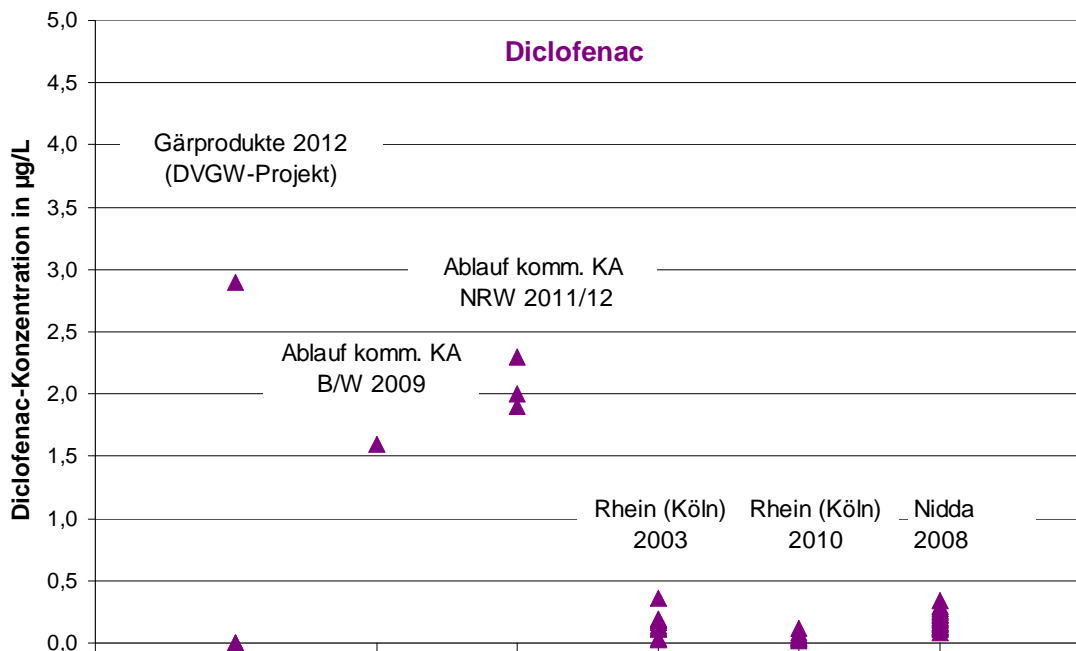 Diclofenac
Diclofenac-Konzentration in µg/L
5,0
4,5
4,0
3,5
3,0
2,5
2,0
1,5
1,0
0,5
0,0
Gärprodukte 2012
(DVGW-Projekt)
Ablauf komm. KA
B/W 2009
Ablauf komm. KA
NRW 2011/12
Rhein (Köln)
2003
Rhein (Köln)
2010
Nidda
2008